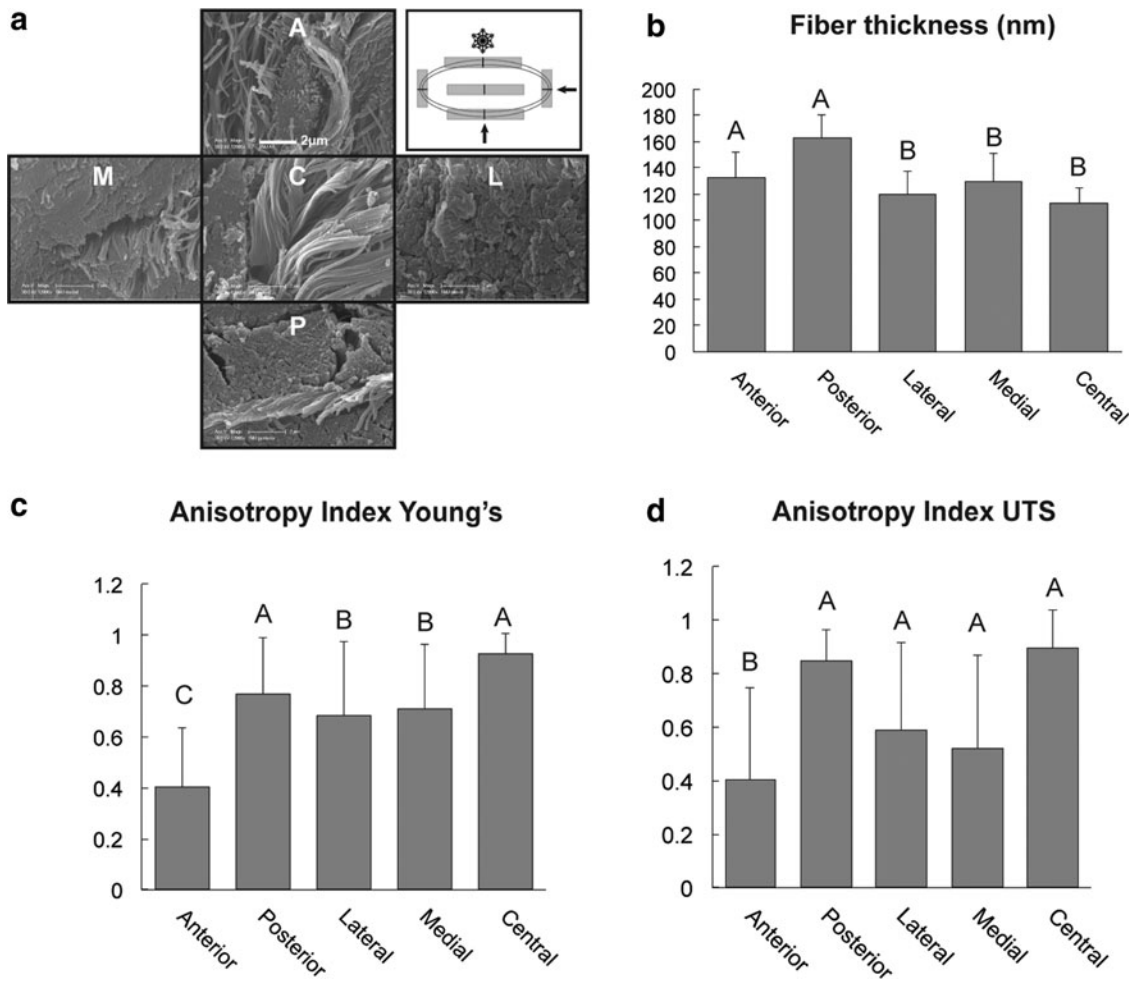 a
A
2µm
M
C
L
P
b
Fiber thickness (nm)
200
180
160
140
120
100
80
60
40
20
0
A
A
B
B
B
Anterior
Posterior
Lateral
Medial
Central
c
Anisotropy Index Young's
1.2
1
0.8
0.6
0.4
0.2
0
C
A
B
B
A
Anterior
Posterior
Lateral
Medial
Central
d
Anisotropy Index UTS
1.2
1
0.8
0.6
0.4
0.2
0
B
A
A
A
A
Anterior
Posterior
Lateral
Medial
Central